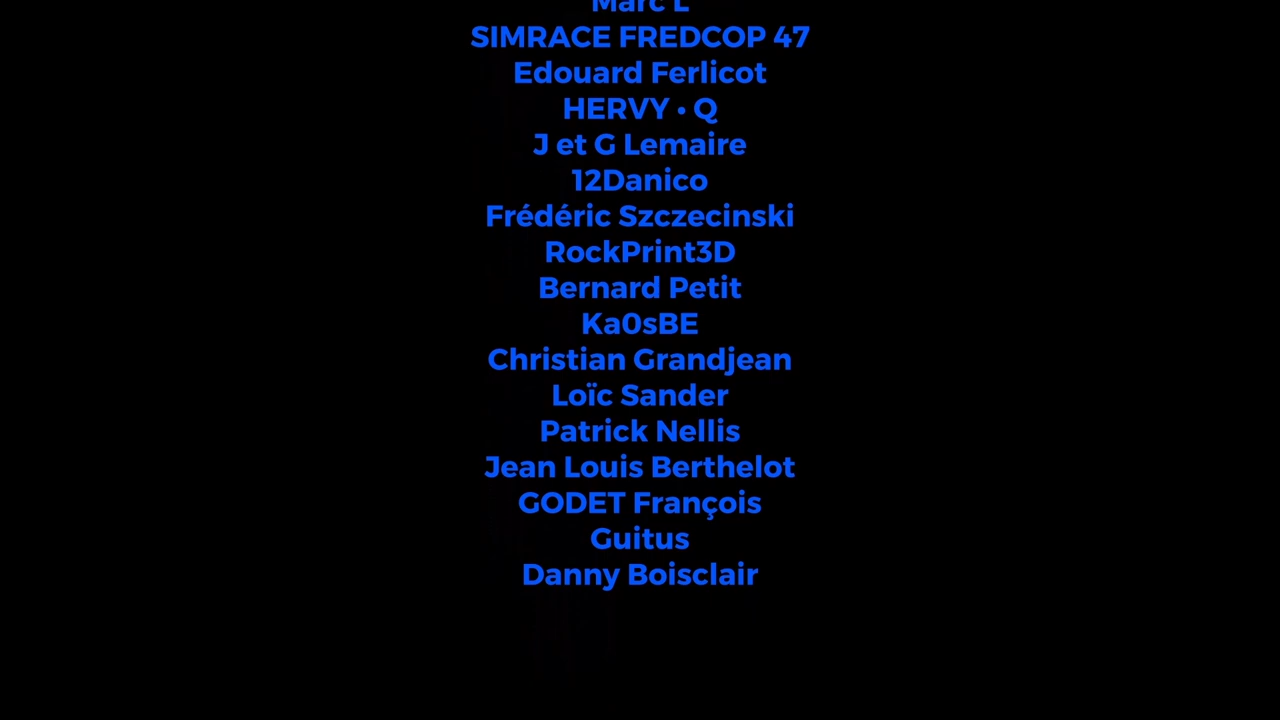 Marc L
SIMRACE FREDCOP 47
Edouard Ferlicot
HERVY • Q
J et G Lemaire
12Danico
Frédéric Szczecinski
RockPrint3D
Bernard Petit
Ka0sBE
Christian Grandjean
Loïc Sander
Patrick Nellis
Jean Louis Berthelot
GODET François
Guitus
Danny Boisclair